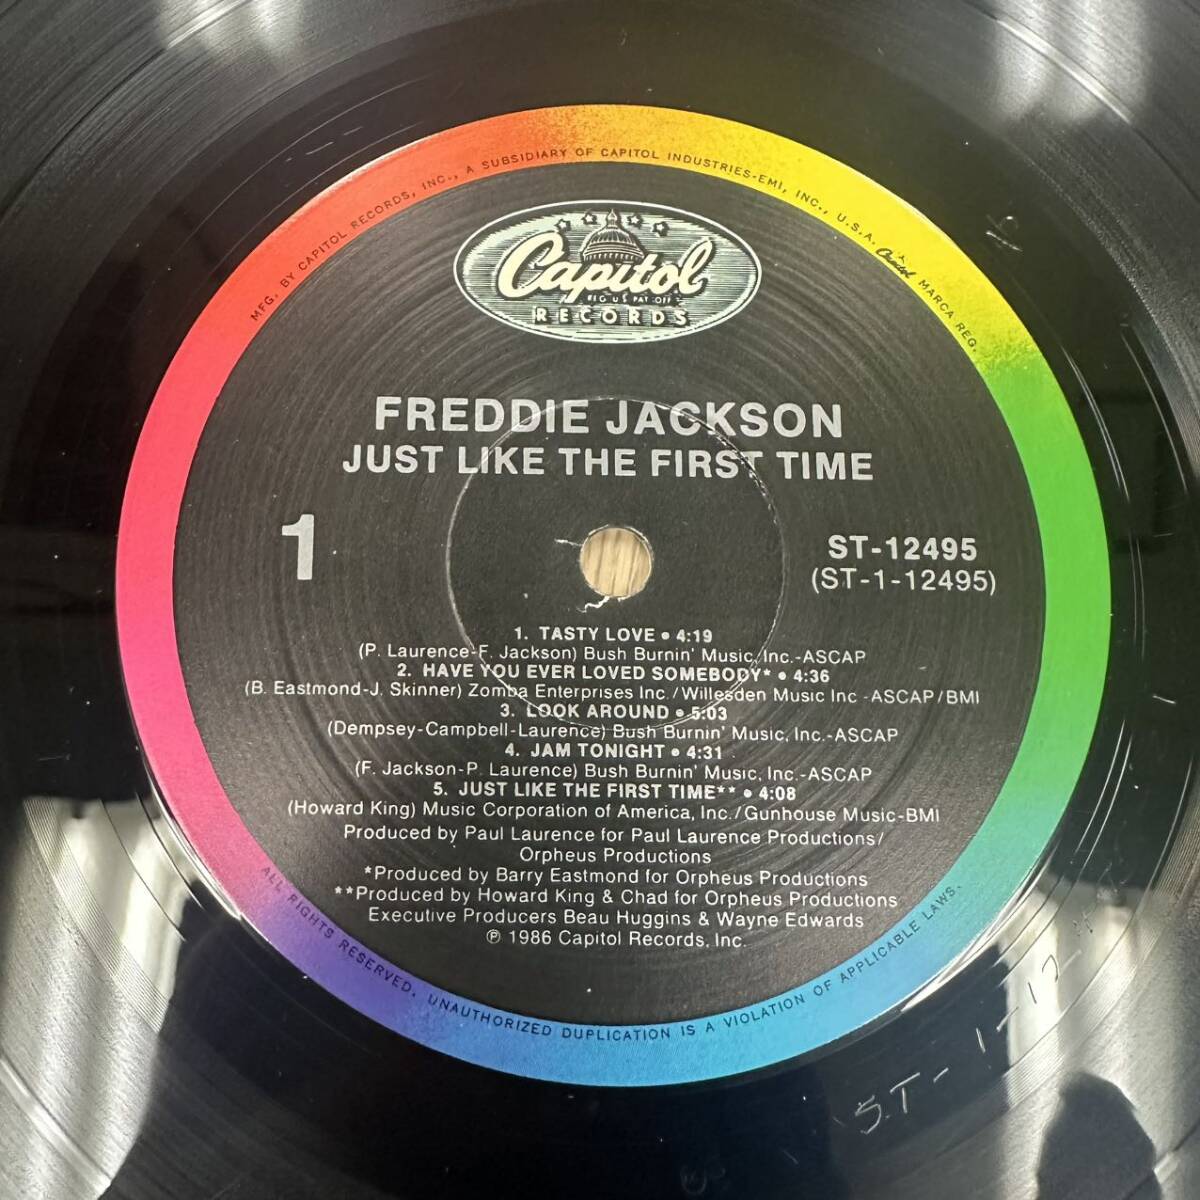 MFG. BY CAPITOL RECORDS, INC., A SUBSIDIARY OF CAPITOL INDUSTRIES-EMI, INC., U.S.A. Capitol MARCA REG.
Capitol
REG U S PAT OFF
RECORDS
FREDDIE JACKSON
JUST LIKE THE FIRST TIME
1
ST-12495
(ST-1-12495)
1. TASTY LOVE • 4:19
(P. Laurence-F. Jackson) Bush Burnin' Music, Inc.-ASCAP
2. HAVE YOU EVER LOVED SOMEBODY* • 4:36
(B. Eastmond-J. Skinner) Zomba Enterprises Inc./Willesden Music Inc -ASCAP/BMI
3. LOOK AROUND • 5:03
(Dempsey-Campbell-Laurence) Bush Burnin' Music, Inc.-ASCAP
4. JAM TONIGHT • 4:31
(F. Jackson-P. Laurence) Bush Burnin' Music, Inc.-ASCAP
5. JUST LIKE THE FIRST TIME** • 4:08
(Howard King) Music Corporation of America, Inc./Gunhouse Music-BMI
Produced by Paul Laurence for Paul Laurence Productions/
Orpheus Productions
*Produced by Barry Eastmond for Orpheus Productions
**Produced by Howard King & Chad for Orpheus Productions
Executive Producers Beau Huggins & Wayne Edwards
℗ 1986 Capitol Records, Inc.
ALL RIGHTS RESERVED. UNAUTHORIZED DUPLICATION IS A VIOLATION OF APPLICABLE LAWS.
ST-1-12